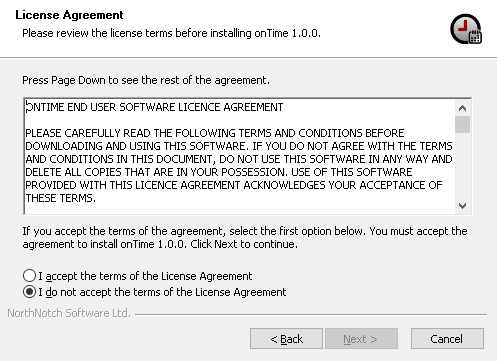 License Agreement
Please review the license terms before installing onTime 1.0.0.
Press Page Down to see the rest of the agreement.
ONTIME END USER SOFTWARE LICENCE AGREEMENT
PLEASE CAREFULLY READ THE FOLLOWING TERMS AND CONDITIONS BEFORE
DOWNLOADING AND USING THIS SOFTWARE. IF YOU DO NOT AGREE WITH THE TERMS
AND CONDITIONS IN THIS DOCUMENT, DO NOT USE THIS SOFTWARE IN ANY WAY AND
DELETE ALL COPIES THAT ARE IN YOUR POSSESSION. USE OF THIS SOFTWARE
PROVIDED WITH THIS LICENCE AGREEMENT ACKNOWLEDGES YOUR ACCEPTANCE OF
THESE TERMS.
If you accept the terms of the agreement, select the first option below. You must accept the
agreement to install onTime 1.0.0. Click Next to continue.
I accept the terms of the License Agreement
I do not accept the terms of the License Agreement
NorthNotch Software Ltd.
< Back Next > Cancel